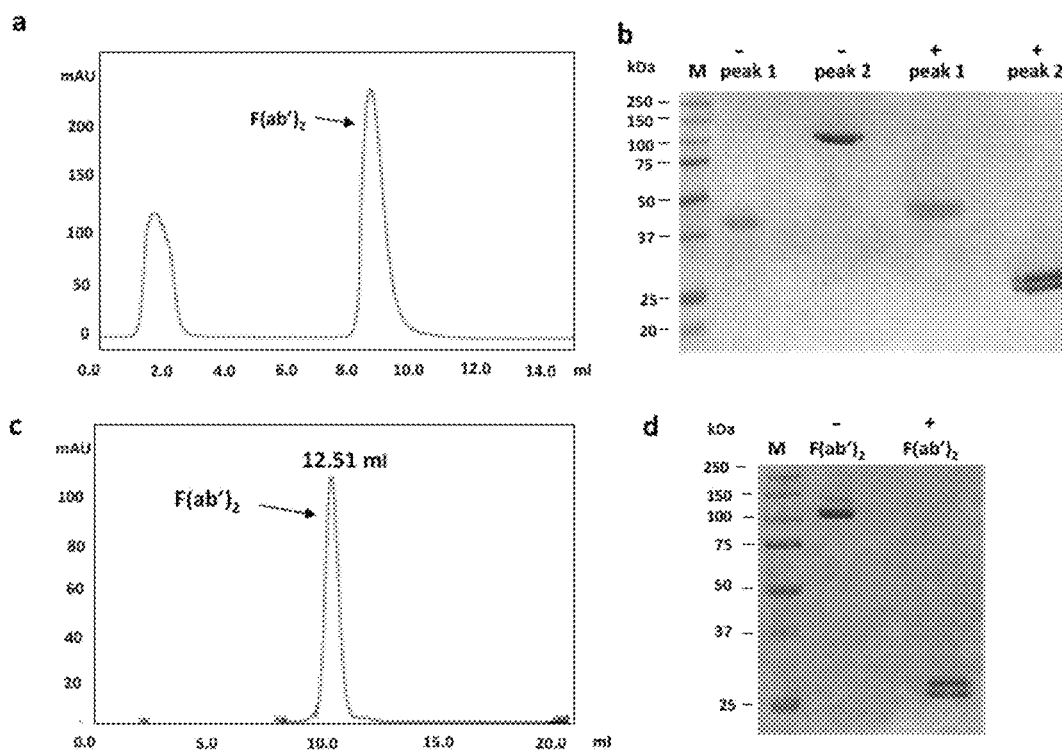 a
mAU
200
150
100
50
0
F(ab')2
0.0 2.0 4.0 6.0 8.0 10.0 12.0 14.0 ml
b
- - + +
kDa M peak 1 peak 2 peak 1 peak 2
250
150
100
75
50
37
25
20
c
mAU
100
80
60
40
20
12.51 ml
F(ab')2
0.0 5.0 10.0 15.0 20.0 ml
d
- +
kDa M F(ab')2 F(ab')2
250
150
100
75
50
37
25